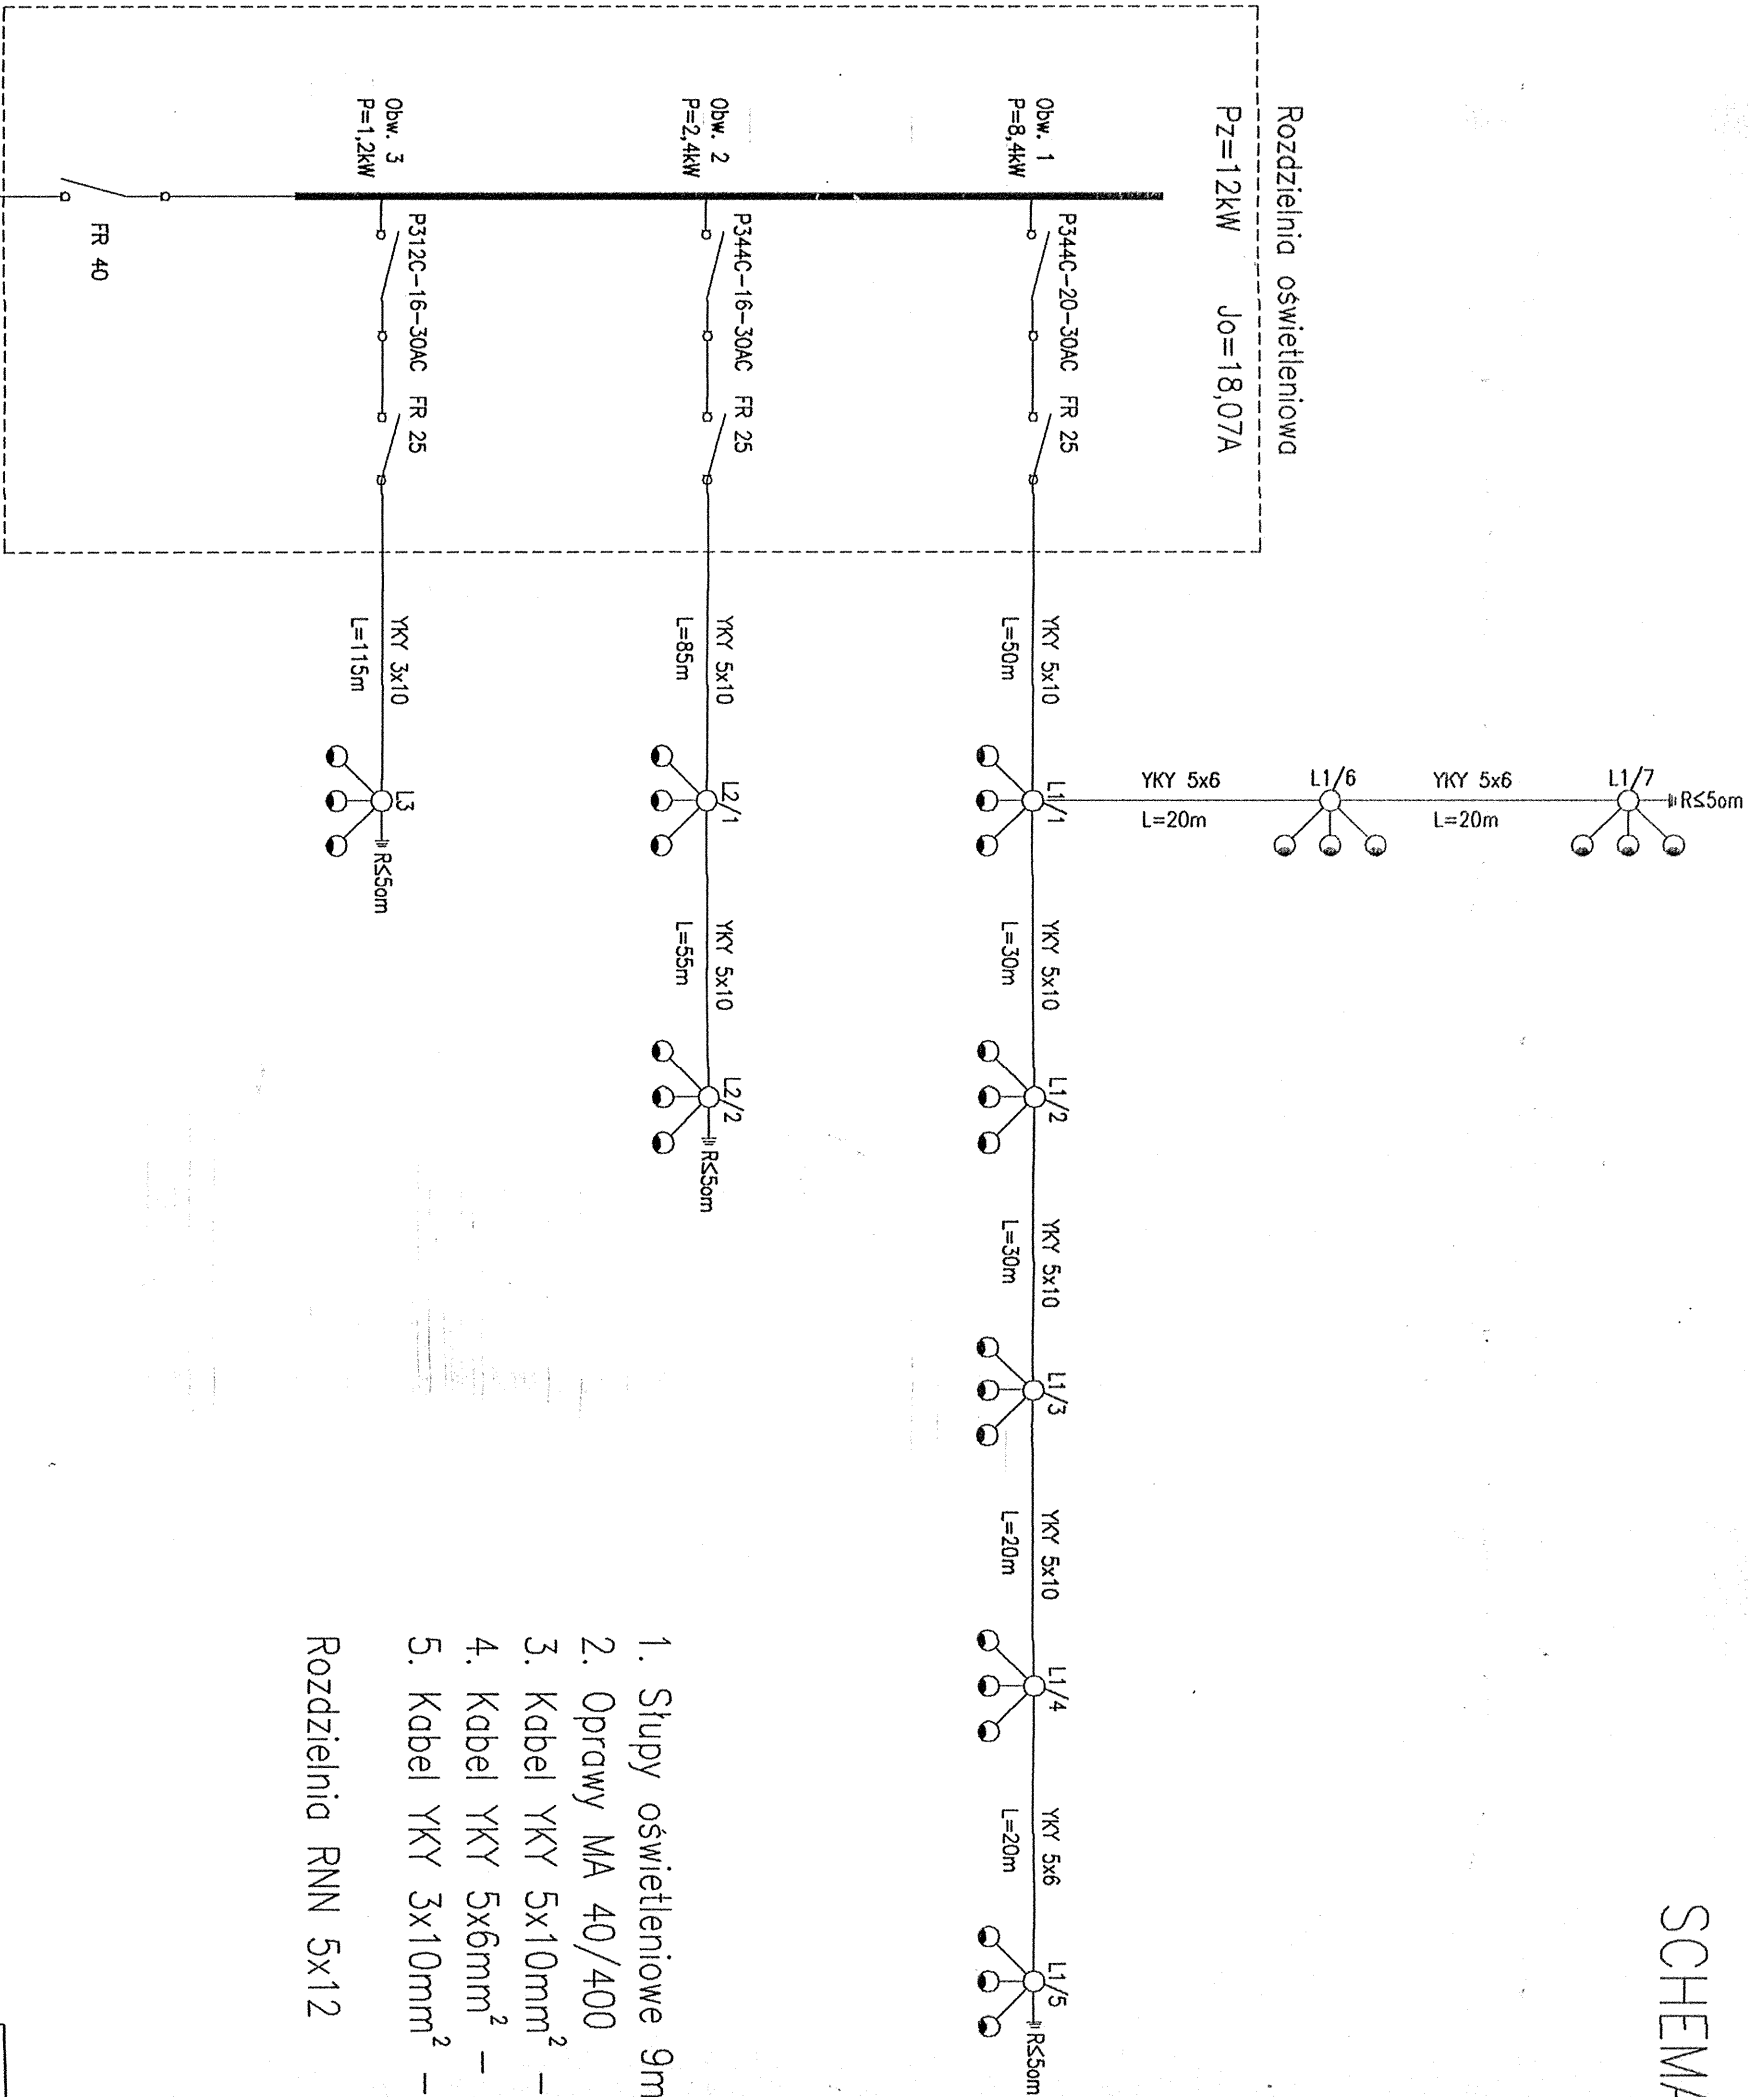 SCHEMA
Rozdzielnia oświetleniowa
Pz=12kW Jo=18,07A
Obw. 1
P=8,4kW
P344C-20-30AC FR 25
YKY 5x10
L=50m
L1/1
YKY 5x6
L=20m
L1/6
YKY 5x6
L=20m
L1/7
R≤5om
YKY 5x10
L=30m
L1/2
YKY 5x10
L=30m
L1/3
YKY 5x10
L=20m
L1/4
YKY 5x6
L=20m
L1/5
R≤5om
Obw. 2
P=2,4kW
P344C-16-30AC FR 25
YKY 5x10
L=85m
L2/1
YKY 5x10
L=55m
L2/2
R≤5om
Obw. 3
P=1,2kW
P312C-16-30AC FR 25
YKY 3x10
L=115m
L3
R≤5om
FR 40
1. Słupy oświetleniowe 9m
2. Oprawy MA 40/400
3. Kabel YKY 5x10mm² –
4. Kabel YKY 5x6mm² –
5. Kabel YKY 3x10mm² –
Rozdzielnia RNN 5x12